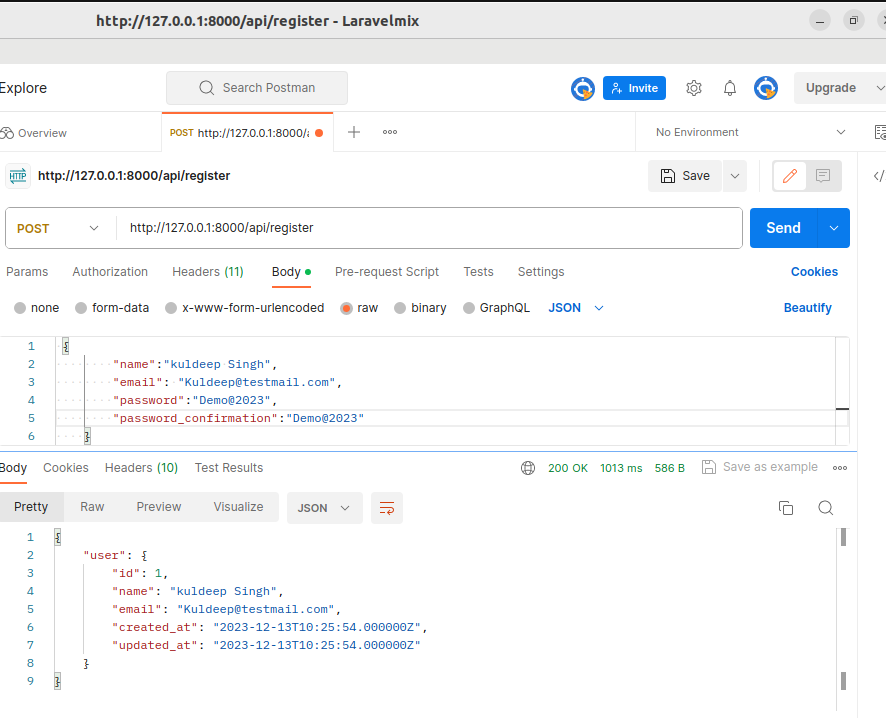 http://127.0.0.1:8000/api/register - Laravelmix
Explore
Search Postman
Invite
Upgrade
Overview
POST http://127.0.0.1:8000/a
No Environment
HTTP
http://127.0.0.1:8000/api/register
Save
POST
http://127.0.0.1:8000/api/register
Send
Params Authorization Headers (11) Body Pre-request Script Tests Settings Cookies
none form-data x-www-form-urlencoded raw binary GraphQL JSON Beautify
1 {
2 "name":"kuldeep Singh",
3 "email": "Kuldeep@testmail.com",
4 "password":"Demo@2023",
5 "password_confirmation":"Demo@2023"
6 }
Body Cookies Headers (10) Test Results 200 OK 1013 ms 586 B Save as example
Pretty Raw Preview Visualize JSON
1 {
2 "user": {
3 "id": 1,
4 "name": "kuldeep Singh",
5 "email": "Kuldeep@testmail.com",
6 "created_at": "2023-12-13T10:25:54.000000Z",
7 "updated_at": "2023-12-13T10:25:54.000000Z"
8 }
9 }